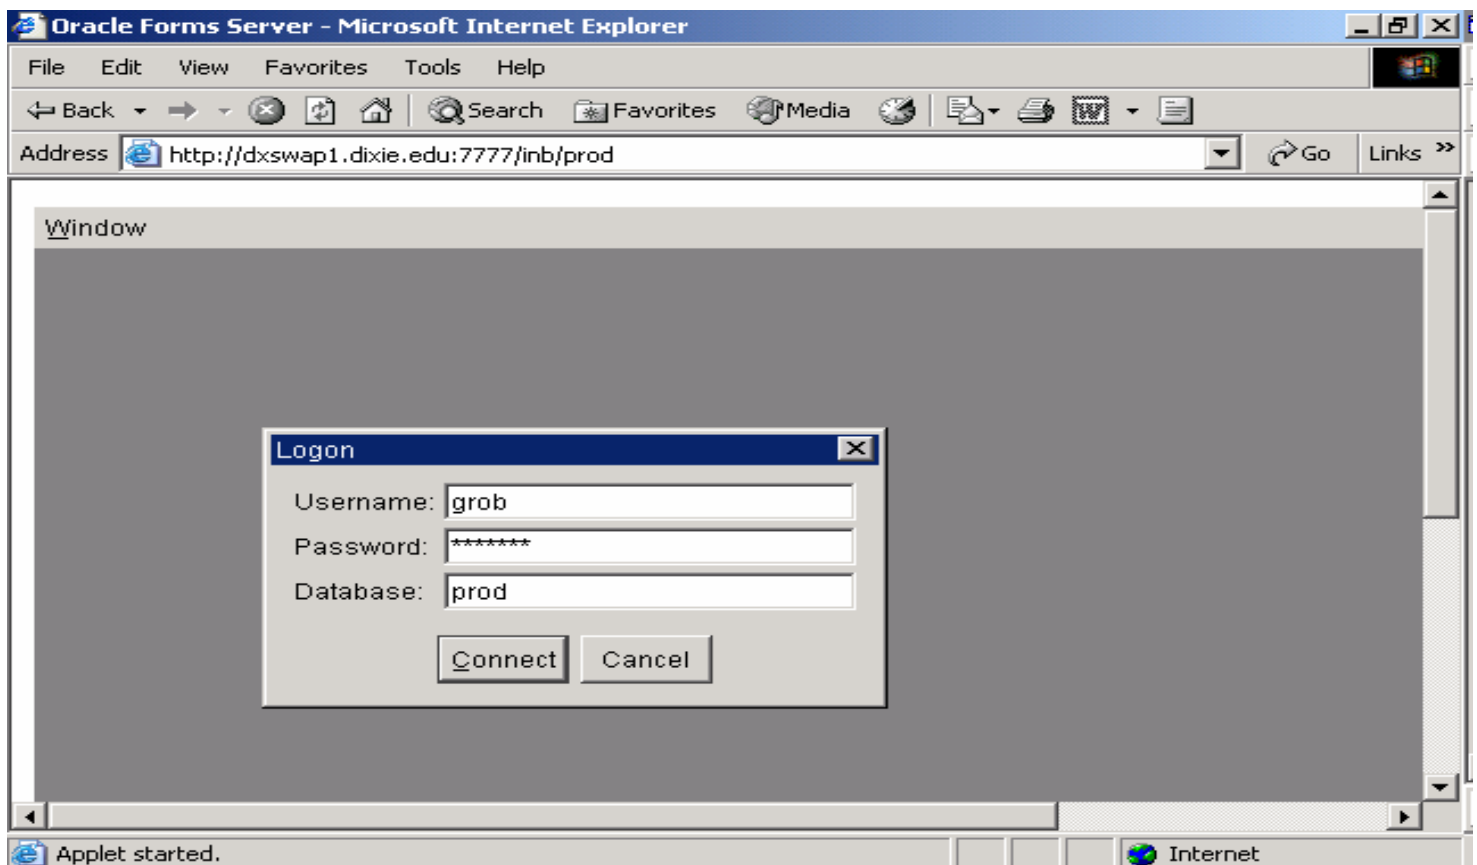 Oracle Forms Server - Microsoft Internet Explorer
File Edit View Favorites Tools Help
Back Search Favorites Media
Address http://dxswap1.dixie.edu:7777/inb/prod Go Links »
Window
Logon
Username: grob
Password: *******
Database: prod
Connect Cancel
Applet started. Internet